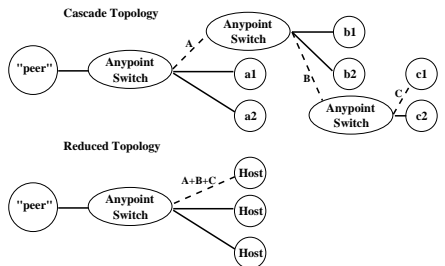 Cascade Topology
"peer"
Anypoint
Switch
A
Anypoint
Switch
a1
a2
b1
b2
B
Anypoint
Switch
C
c1
c2
Reduced Topology
"peer"
Anypoint
Switch
A+B+C
Host
Host
Host